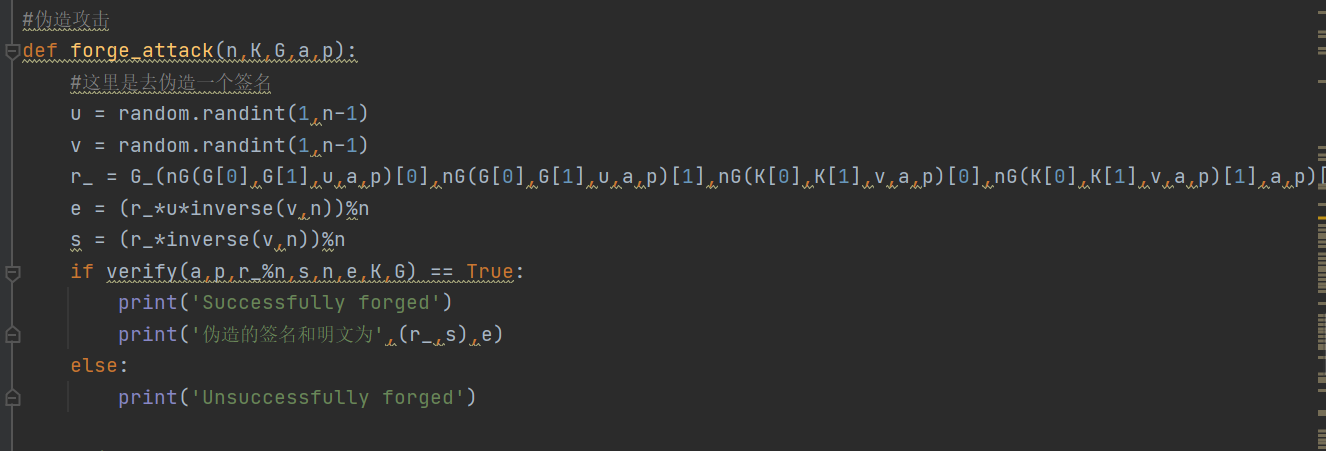 #伪造攻击
def forge_attack(n,K,G,a,p):
#这里是去伪造一个签名
u = random.randint(1,n-1)
v = random.randint(1,n-1)
r_ = G_(nG(G[0],G[1],u,a,p)[0],nG(G[0],G[1],u,a,p)[1],nG(K[0],K[1],v,a,p)[0],nG(K[0],K[1],v,a,p)[1],a,p)[
e = (r_*u*inverse(v,n))%n
s = (r_*inverse(v,n))%n
if verify(a,p,r_%n,s,n,e,K,G) == True:
print('Successfully forged')
print('伪造的签名和明文为',(r_,s),e)
else:
print('Unsuccessfully forged')